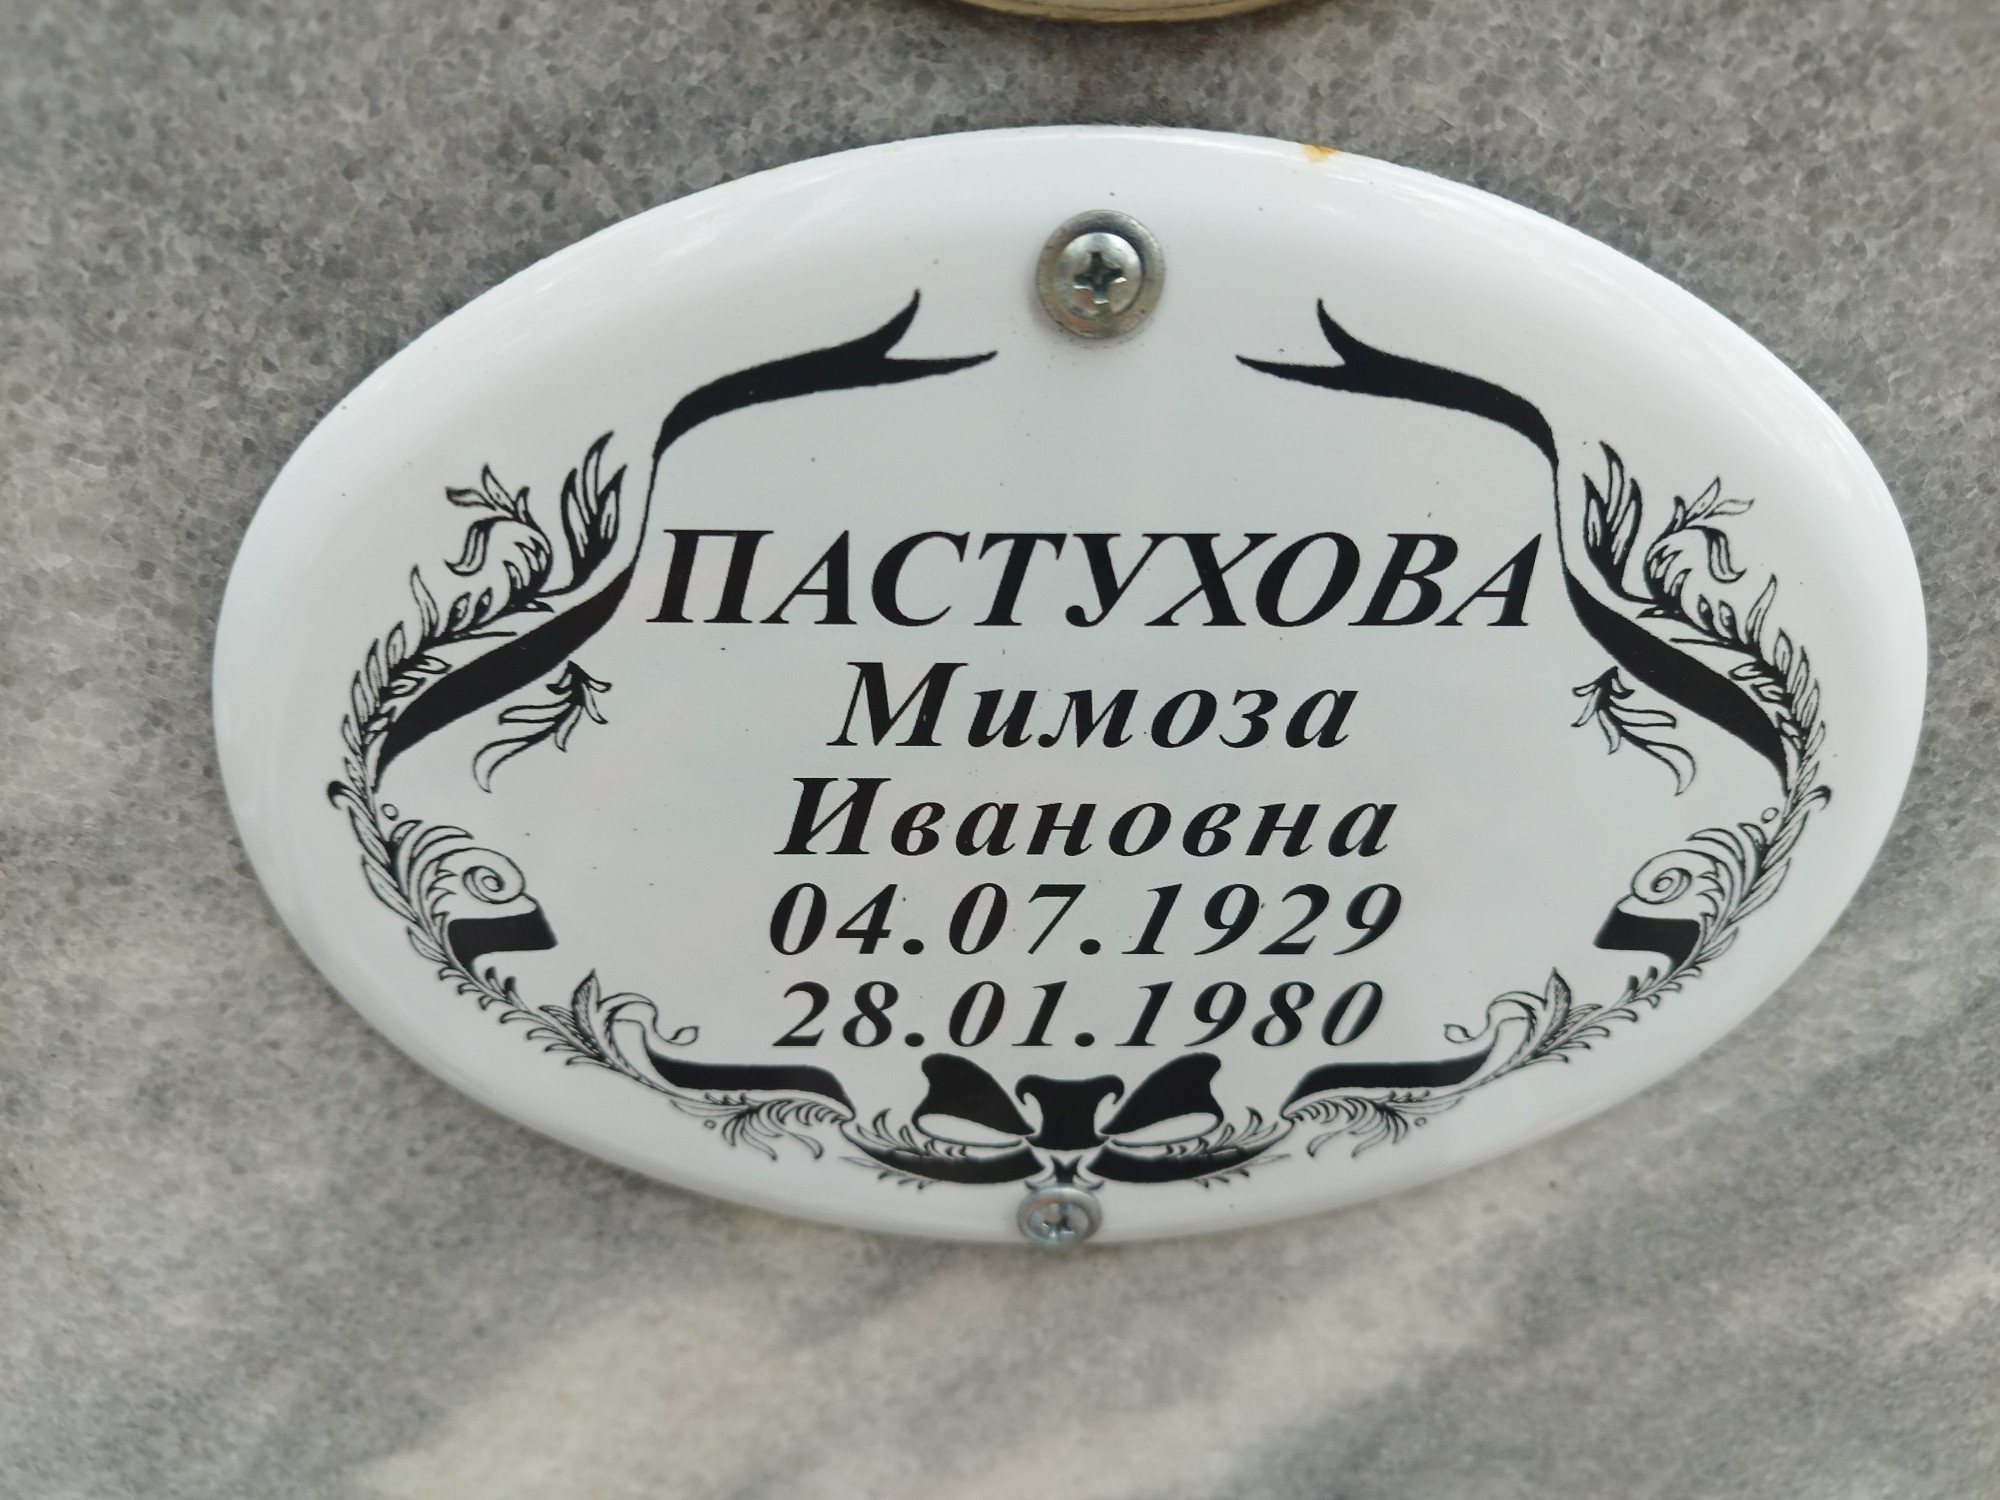 ПАСТУХОВА
Мимоза
Ивановна
04.07.1929
28.01.1980